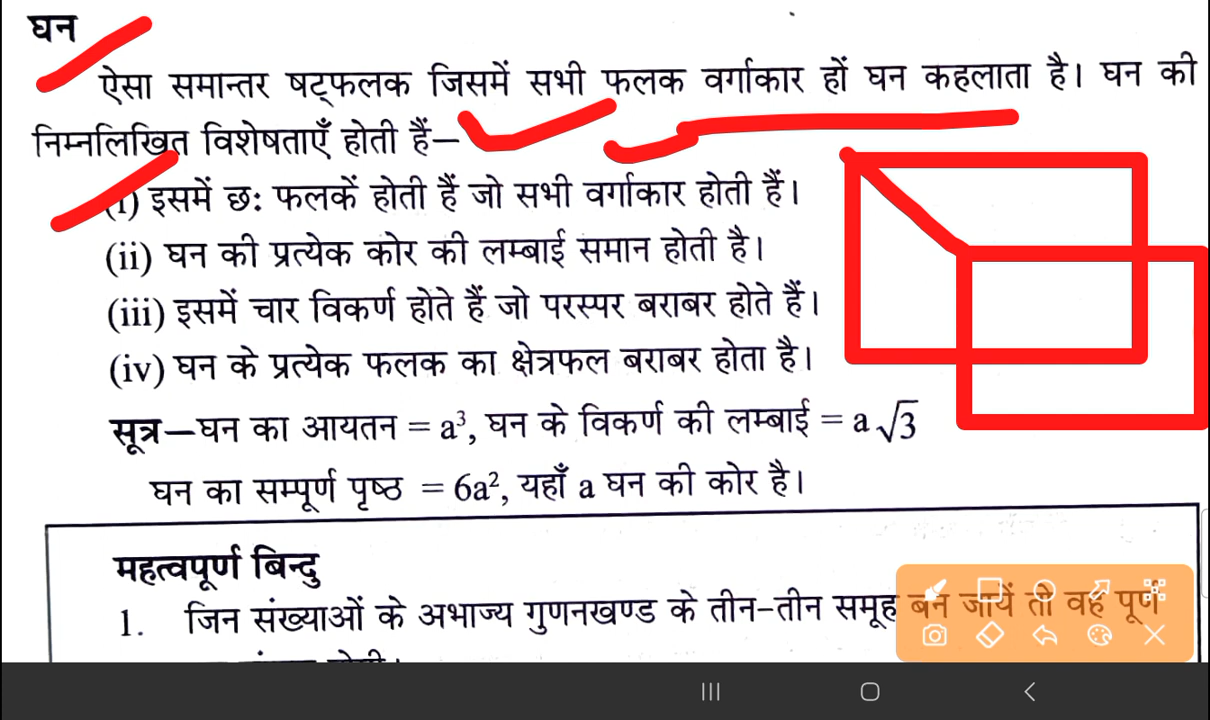 घन
ऐसा समान्तर षट्फलक जिसमें सभी फलक वर्गाकार हों घन कहलाता है। घन की
निम्नलिखित विशेषताएँ होती हैं–
(i) इसमें छः फलकें होती हैं जो सभी वर्गाकार होती हैं।
(ii) घन की प्रत्येक कोर की लम्बाई समान होती है।
(iii) इसमें चार विकर्ण होते हैं जो परस्पर बराबर होते हैं।
(iv) घन के प्रत्येक फलक का क्षेत्रफल बराबर होता है।
सूत्र–घन का आयतन = a³, घन के विकर्ण की लम्बाई = a√3
घन का सम्पूर्ण पृष्ठ = 6a², यहाँ a घन की कोर है।
महत्वपूर्ण बिन्दु
1. जिन संख्याओं के अभाज्य गुणनखण्ड के तीन-तीन समूह बन जायें तो वह पूर्ण